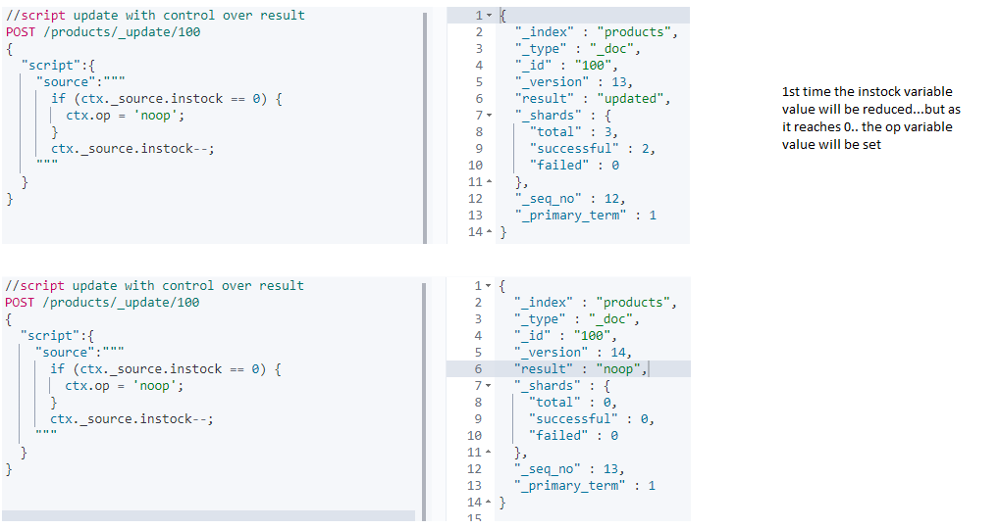 //script update with control over result
POST /products/_update/100
{
  "script":{
    "source":"""
      if (ctx._source.instock == 0) {
        ctx.op = 'noop';
      }
      ctx._source.instock--;
    """
  }
}
1 {
2   "_index" : "products",
3   "_type" : "_doc",
4   "_id" : "100",
5   "_version" : 13,
6   "result" : "updated",
7   "_shards" : {
8     "total" : 3,
9     "successful" : 2,
10     "failed" : 0
11   },
12   "_seq_no" : 12,
13   "_primary_term" : 1
14 }
1st time the instock variable
value will be reduced...but as
it reaches 0.. the op variable
value will be set
//script update with control over result
POST /products/_update/100
{
  "script":{
    "source":"""
      if (ctx._source.instock == 0) {
        ctx.op = 'noop';
      }
      ctx._source.instock--;
    """
  }
}
1 {
2   "_index" : "products",
3   "_type" : "_doc",
4   "_id" : "100",
5   "_version" : 14,
6   "result" : "noop",
7   "_shards" : {
8     "total" : 0,
9     "successful" : 0,
10     "failed" : 0
11   },
12   "_seq_no" : 13,
13   "_primary_term" : 1
14 }
15